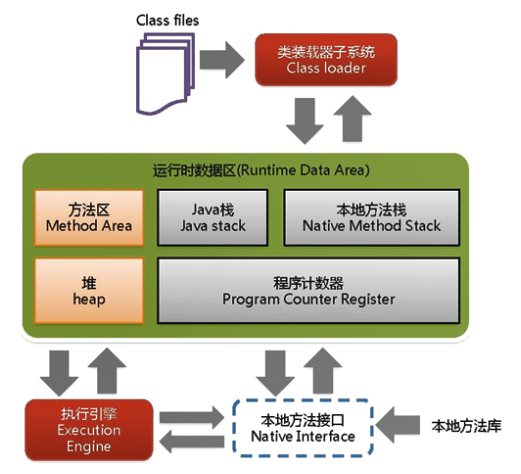 Class files
类装载器子系统
Class loader
运行时数据区(Runtime Data Area)
方法区
Method Area
Java栈
Java stack
本地方法栈
Native Method Stack
堆
heap
程序计数器
Program Counter Register
执行引擎
Execution
Engine
本地方法接口
Native Interface
本地方法库